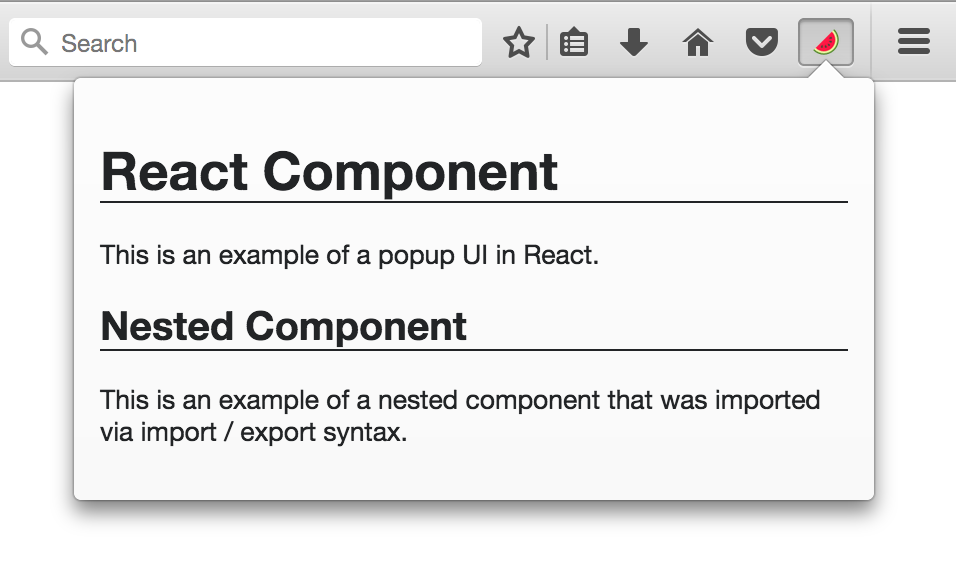 Search
React Component
This is an example of a popup UI in React.
Nested Component
This is an example of a nested component that was imported
via import / export syntax.